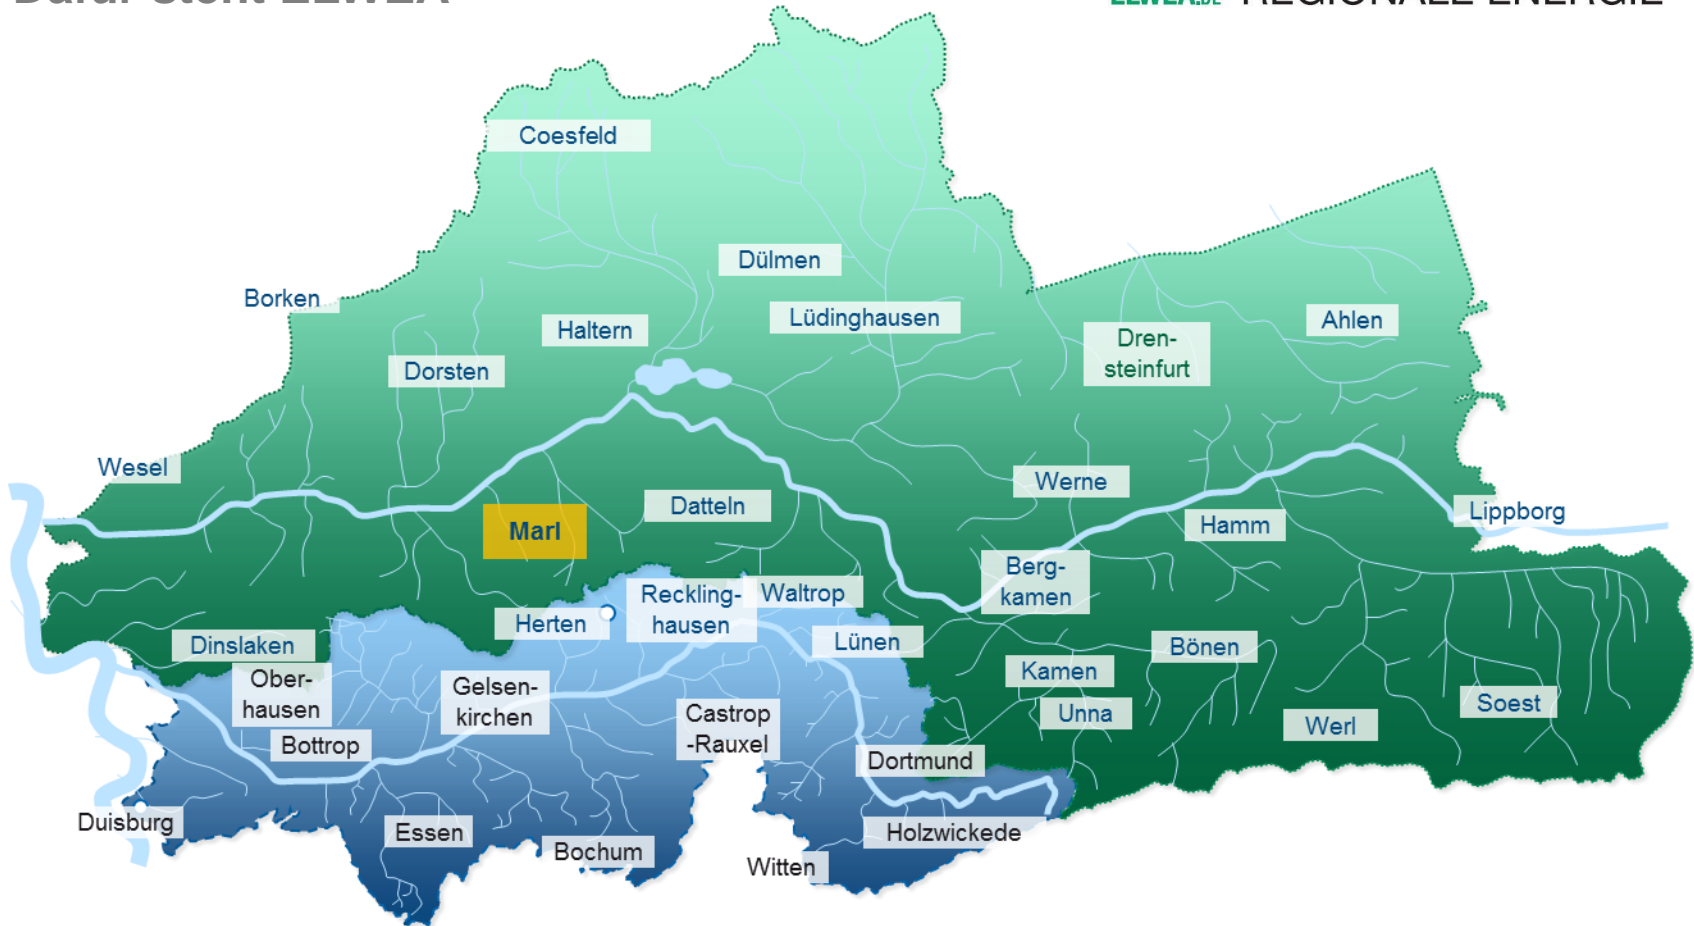 REGIONALE ENERGIE
Coesfeld
Dülmen
Borken
Lüdinghausen
Haltern
Ahlen
Dren-
steinfurt
Dorsten
Wesel
Werne
Datteln
Lippborg
Hamm
Marl
Berg-
kamen
Reckling-
hausen
Waltrop
Herten
Lünen
Dinslaken
Bönen
Kamen
Ober-
hausen
Gelsen-
kirchen
Soest
Unna
Castrop
-Rauxel
Werl
Bottrop
Dortmund
Duisburg
Essen
Holzwickede
Bochum
Witten